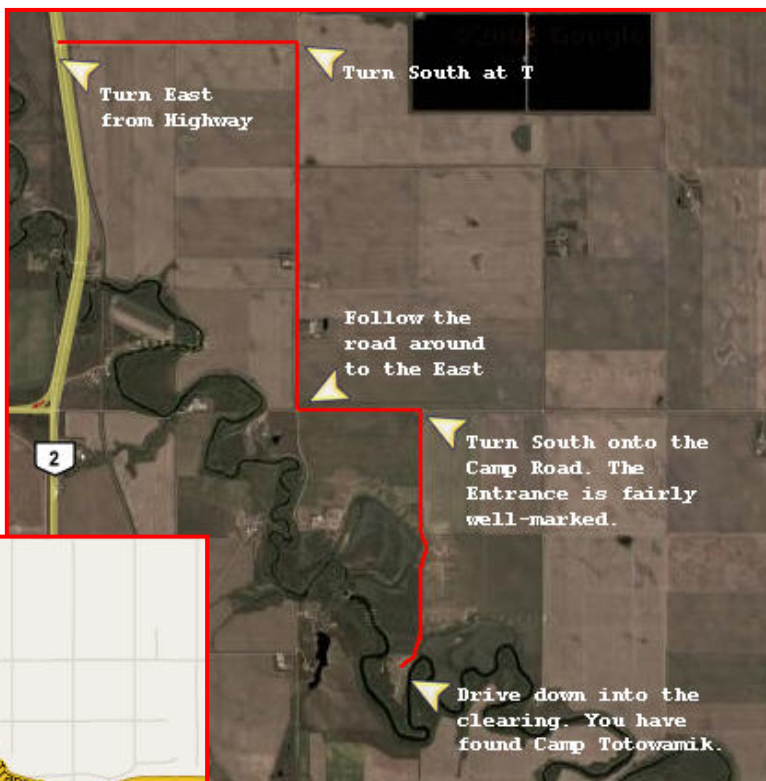 Turn East
from Highway
Turn South at T
Follow the
road around
to the East
2
Turn South onto the
Camp Road. The
Entrance is fairly
well-marked.
Drive down into the
clearing. You have
found Camp Totowamik.